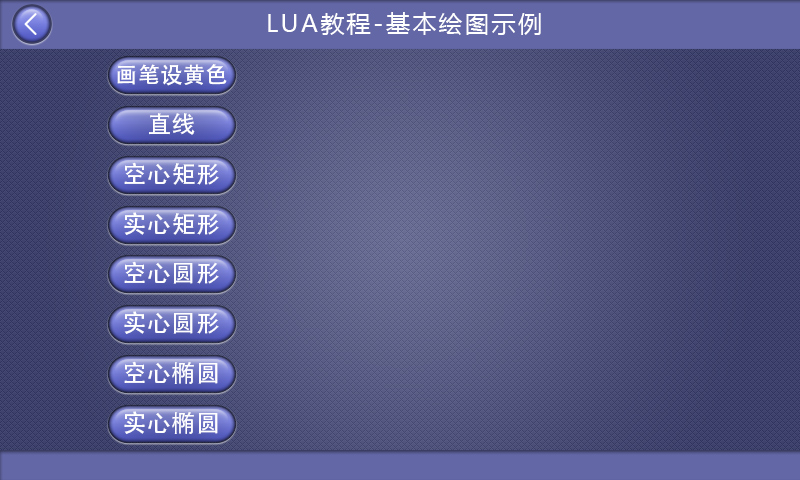 LUA教程-基本绘图示例
画笔设黄色
直线
空心矩形
实心矩形
空心圆形
实心圆形
空心椭圆
实心椭圆